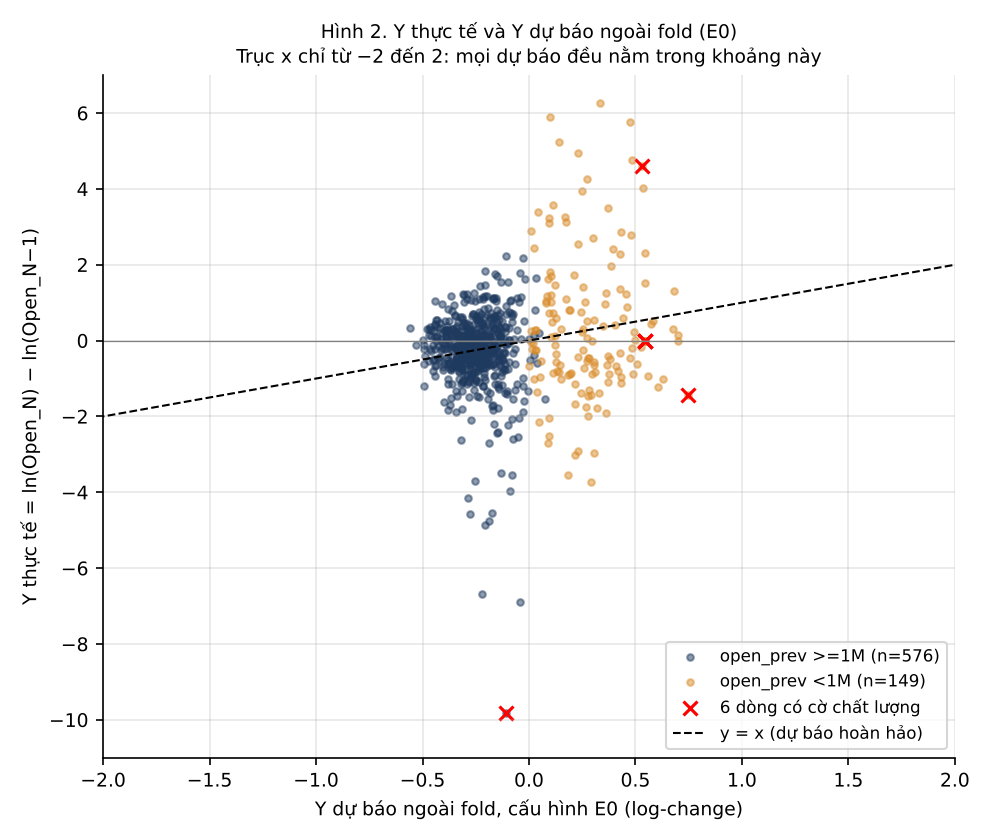 Hình 2. Y thực tế và Y dự báo ngoài fold (E0)
Trục x chỉ từ −2 đến 2: mọi dự báo đều nằm trong khoảng này
Y thực tế = ln(Open_N) − ln(Open_N−1)
6
4
2
0
−2
−4
−6
−8
−10
open_prev >=1M (n=576)
open_prev <1M (n=149)
6 dòng có cờ chất lượng
y = x (dự báo hoàn hảo)
−2.0 −1.5 −1.0 −0.5 0.0 0.5 1.0 1.5 2.0
Y dự báo ngoài fold, cấu hình E0 (log-change)